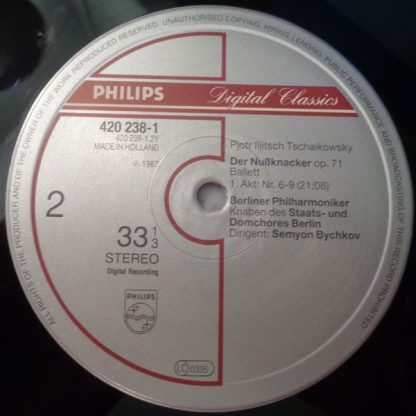 ALL RIGHTS OF THE PRODUCER AND OF THE OWNER OF THE WORK REPRODUCED RESERVED. UNAUTHORISED COPYING, HIRING, LENDING, PUBLIC PERFORMANCE AND BROADCASTING OF THIS RECORD PROHIBITED
PHILIPS
Digital Classics
420 238-1
420 238-1.2Y
MADE IN HOLLAND
℗ 1987
2
33 1/3
STEREO
Digital Recording
PHILIPS
Pjotr Iljitsch Tschaikowsky
Der Nußknacker op. 71
Ballett
1. Akt: Nr. 6-9 (21:08)
Berliner Philharmoniker
Knaben des Staats- und
Domchores Berlin
Dirigent: Semyon Bychkov
LC 0305